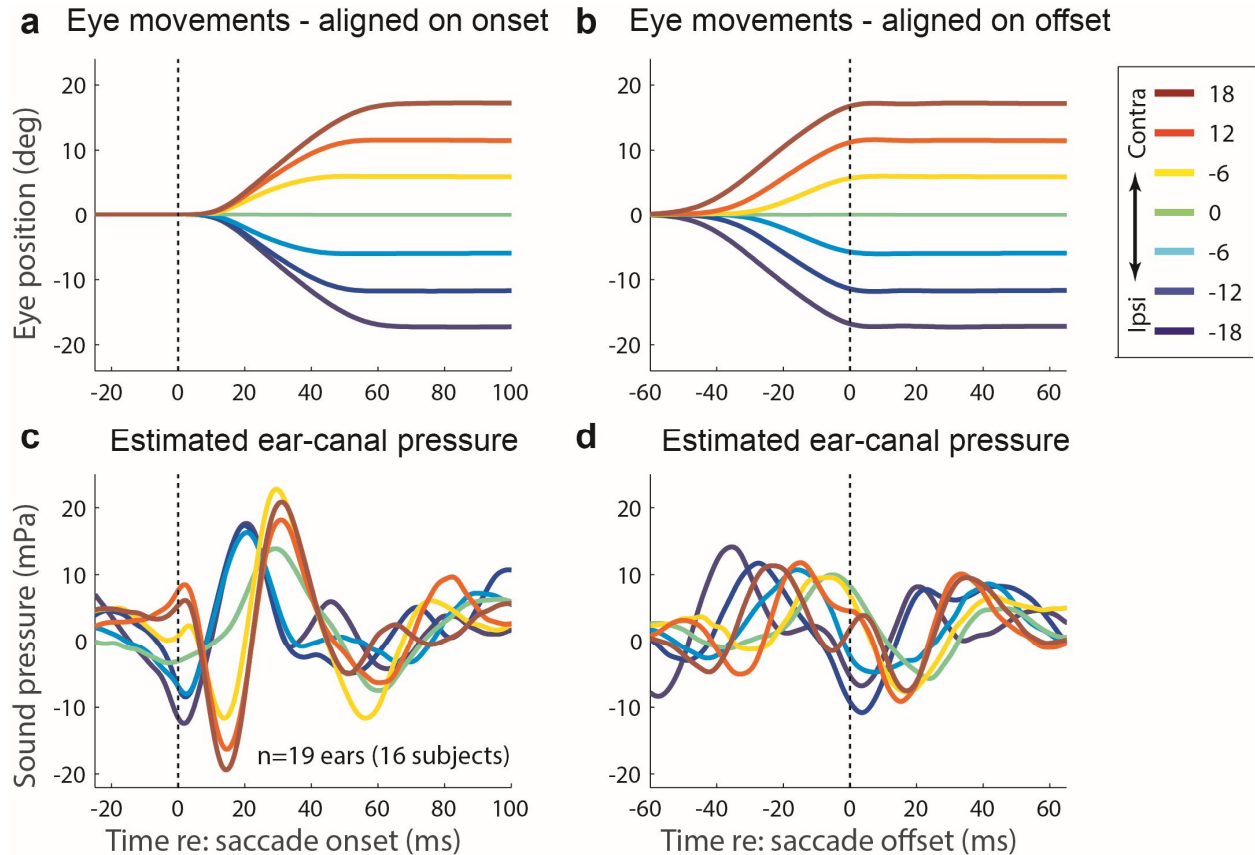 a Eye movements - aligned on onset
b Eye movements - aligned on offset
Eye position (deg)
20
10
0
-10
-20
-20 0 20 40 60 80 100
20
10
0
-10
-20
-60 -40 -20 0 20 40 60
Contra
Ipsi
18
12
-6
0
-6
-12
-18
c Estimated ear-canal pressure
d Estimated ear-canal pressure
Sound pressure (mPa)
20
10
0
-10
-20
n=19 ears (16 subjects)
-20 0 20 40 60 80 100
Time re: saccade onset (ms)
20
10
0
-10
-20
-60 -40 -20 0 20 40 60
Time re: saccade offset (ms)